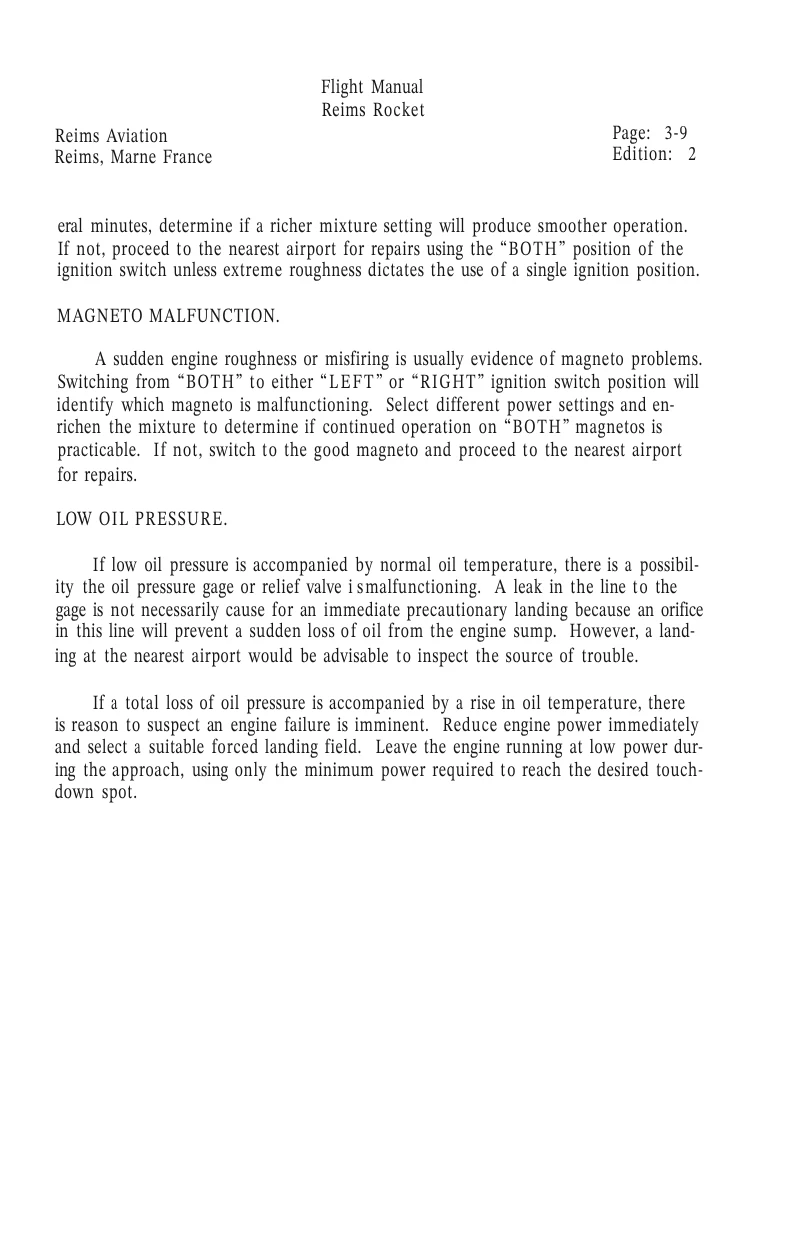 Flight Manual
Reims Rocket
Reims Aviation
Reims, Marne France
Page: 3-9
Edition: 2
eral minutes, determine if a richer mixture setting will produce smoother operation.
If not, proceed to the nearest airport for repairs using the “BOTH” position of the
ignition switch unless extreme roughness dictates the use of a single ignition position.
MAGNETO MALFUNCTION.
A sudden engine roughness or misfiring is usually evidence of magneto problems.
Switching from “BOTH” to either “LEFT” or “RIGHT” ignition switch position will
identify which magneto is malfunctioning. Select different power settings and en-
richen the mixture to determine if continued operation on “BOTH” magnetos is
practicable. If not, switch to the good magneto and proceed to the nearest airport
for repairs.
LOW OIL PRESSURE.
If low oil pressure is accompanied by normal oil temperature, there is a possibil-
ity the oil pressure gage or relief valve is malfunctioning. A leak in the line to the
gage is not necessarily cause for an immediate precautionary landing because an orifice
in this line will prevent a sudden loss of oil from the engine sump. However, a land-
ing at the nearest airport would be advisable to inspect the source of trouble.
If a total loss of oil pressure is accompanied by a rise in oil temperature, there
is reason to suspect an engine failure is imminent. Reduce engine power immediately
and select a suitable forced landing field. Leave the engine running at low power dur-
ing the approach, using only the minimum power required to reach the desired touch-
down spot.